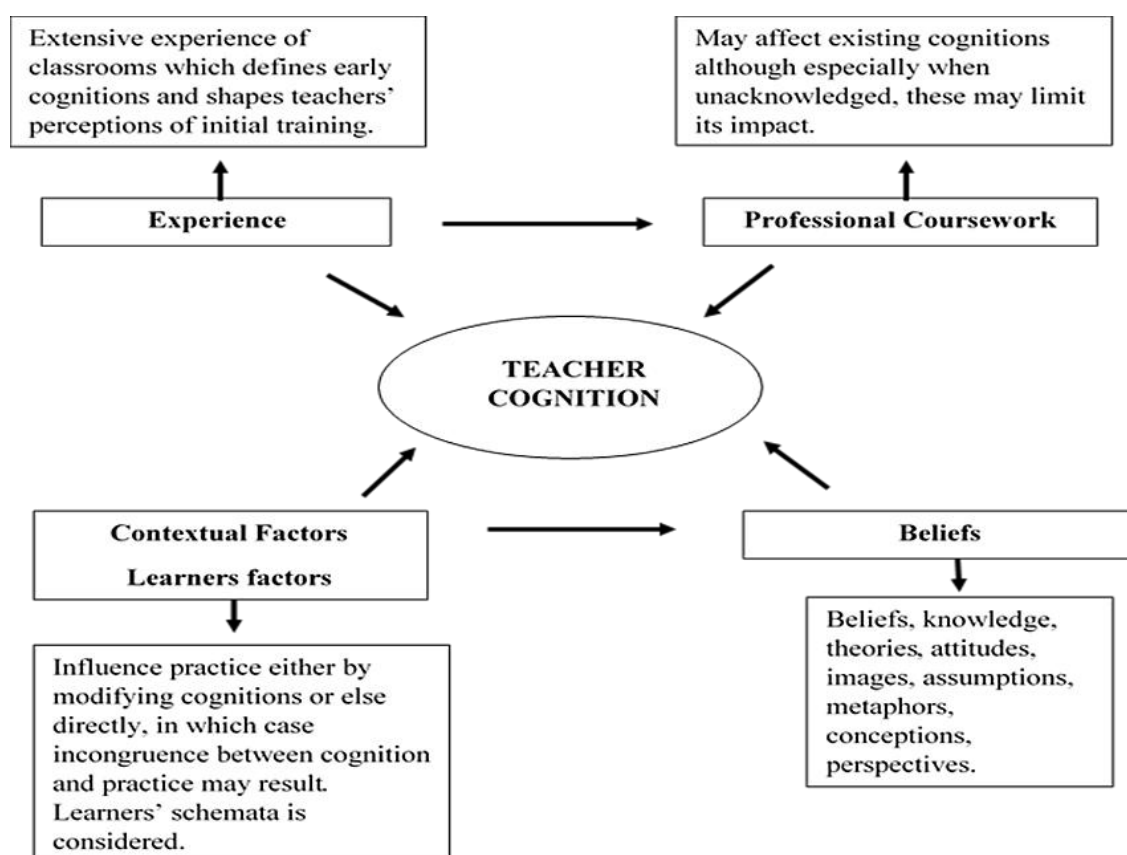 Extensive experience of
classrooms which defines early
cognitions and shapes teachers’
perceptions of initial training.
May affect existing cognitions
although especially when
unacknowledged, these may limit
its impact.
Experience
Professional Coursework
TEACHER
COGNITION
Contextual Factors
Learners factors
Beliefs
Influence practice either by
modifying cognitions or else
directly, in which case
incongruence between cognition
and practice may result.
Learners’ schemata is
considered.
Beliefs, knowledge,
theories, attitudes,
images, assumptions,
metaphors,
conceptions,
perspectives.